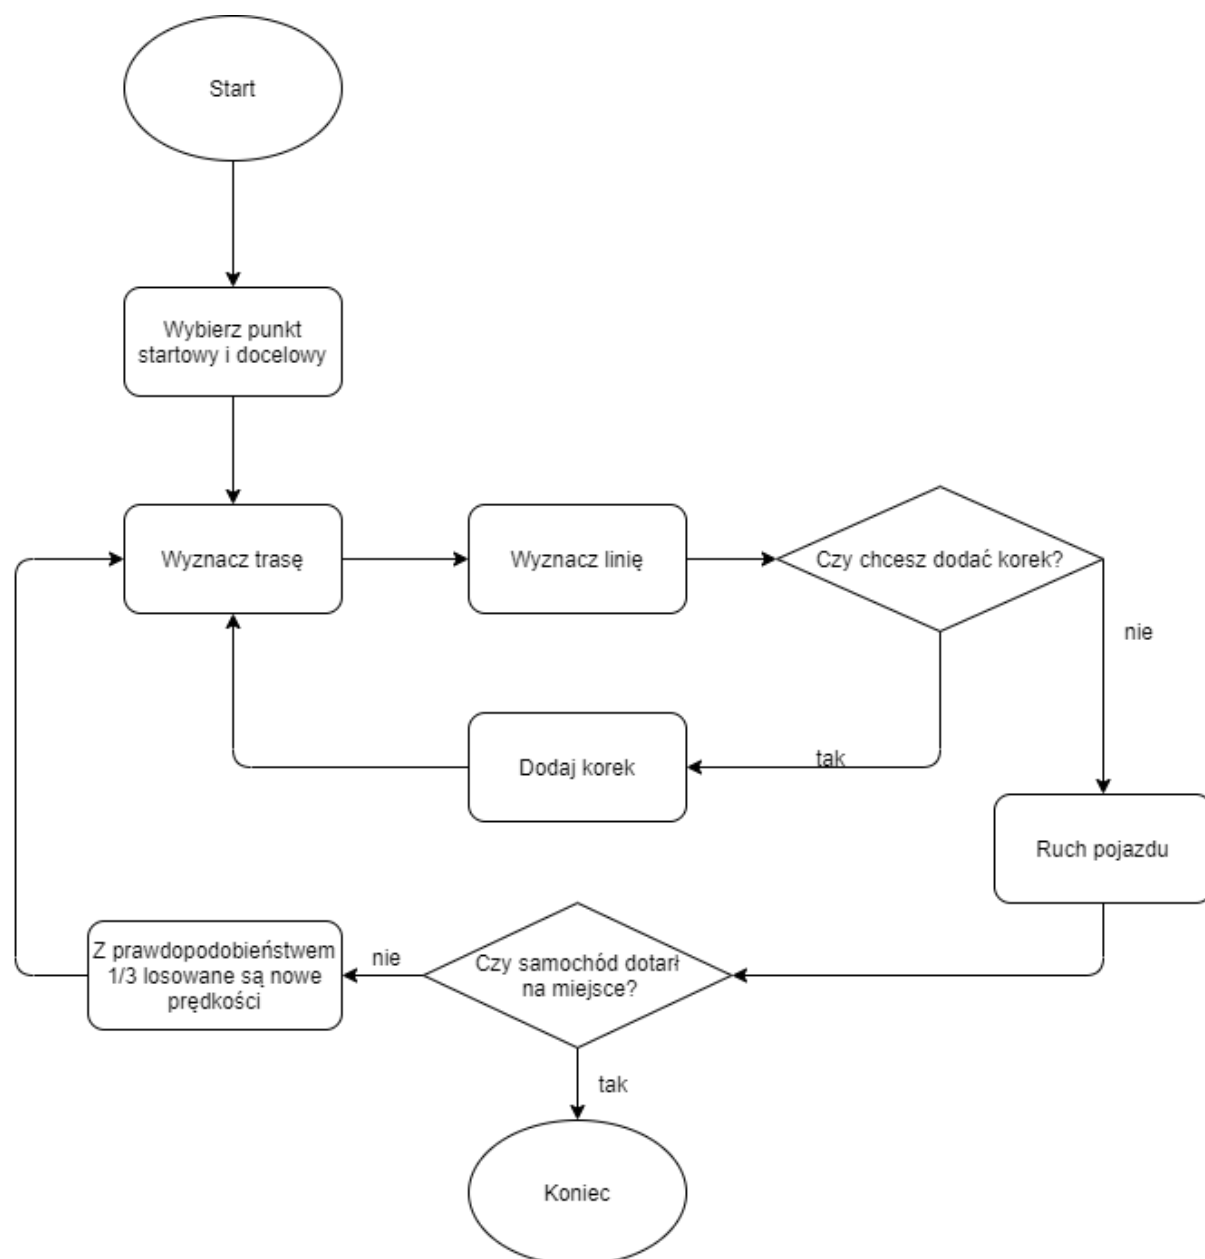 Start
Wybierz punkt
startowy i docelowy
Wyznacz trasę
Wyznacz linię
Czy chcesz dodać korek?
nie
Dodaj korek
tak
Ruch pojazdu
Z prawdopodobieństwem
1/3 losowane są nowe
prędkości
nie
Czy samochód dotarł
na miejsce?
tak
Koniec